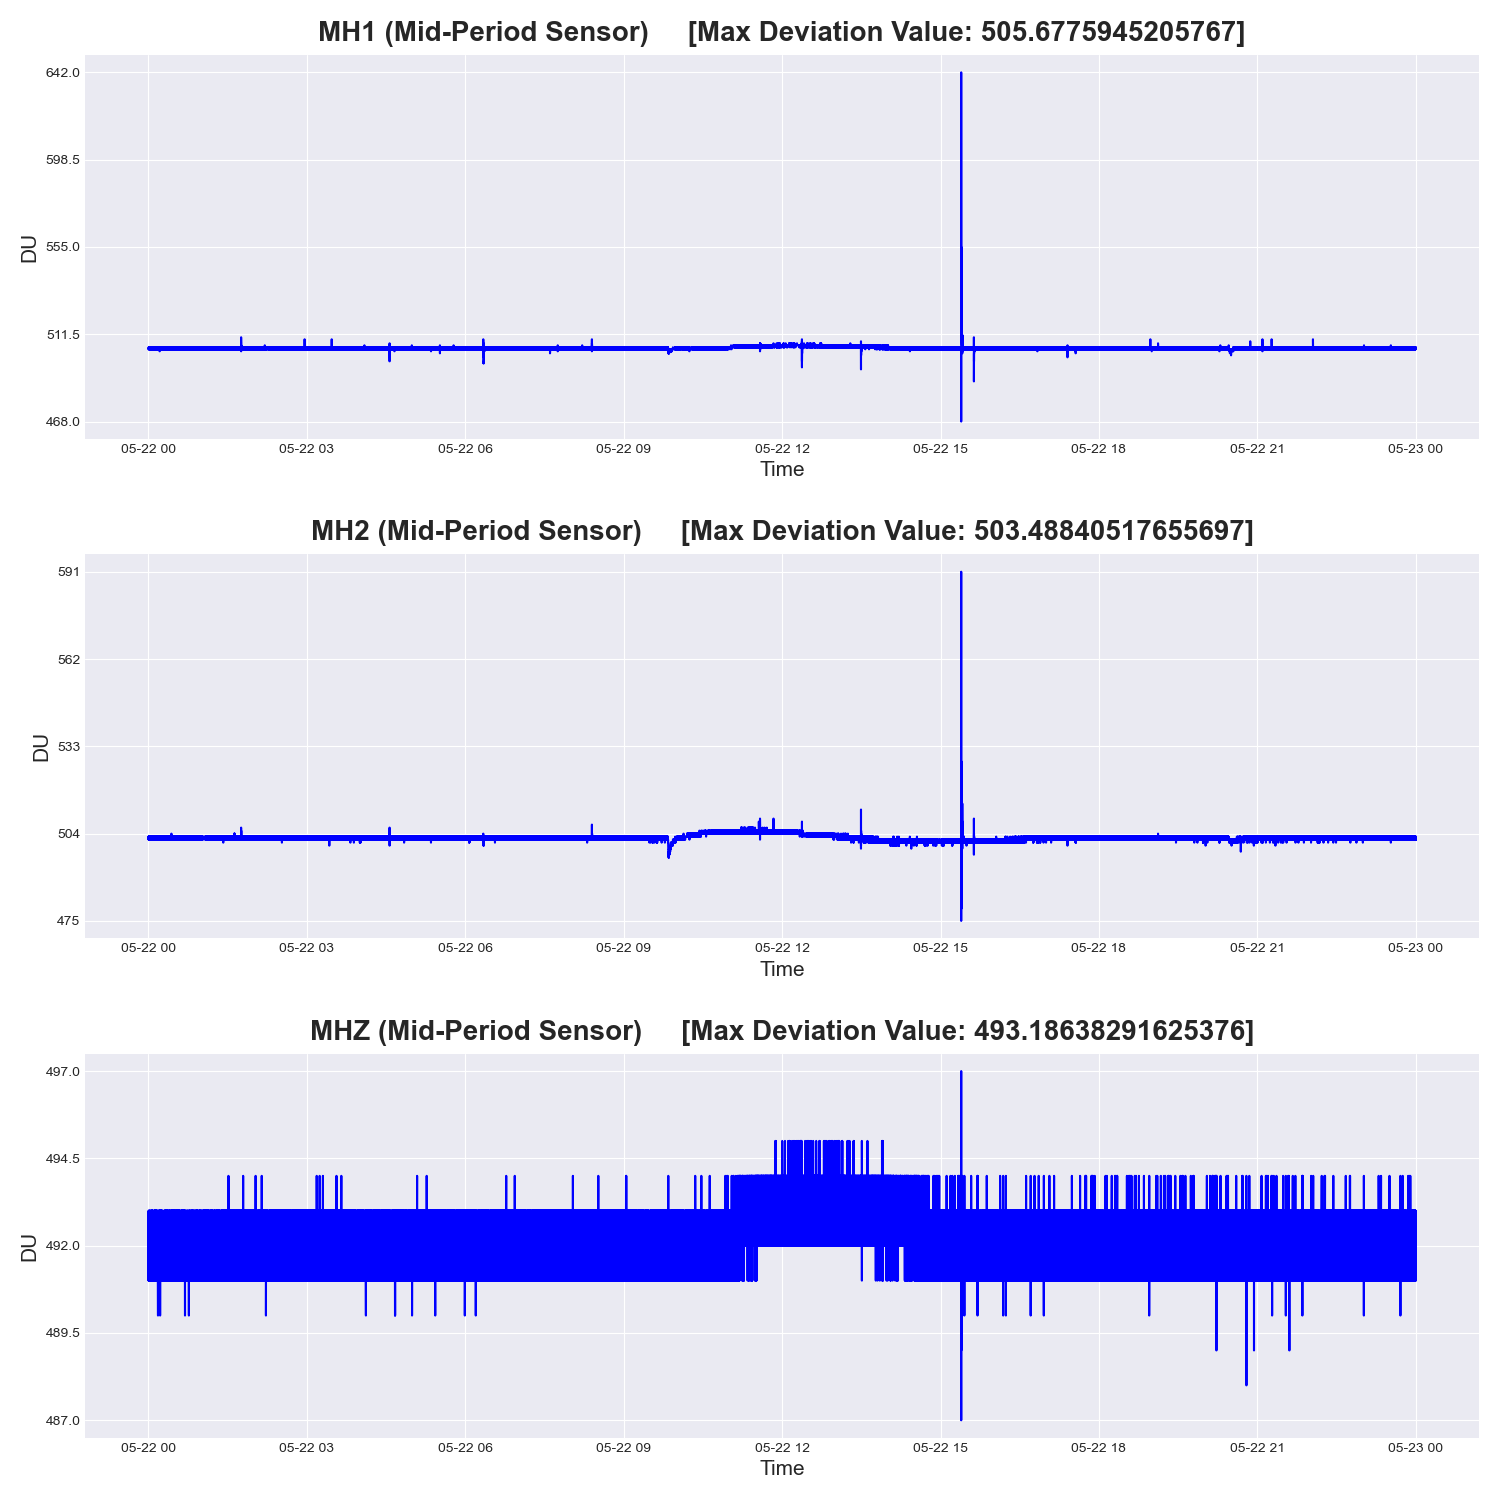 MH1 (Mid-Period Sensor) [Max Deviation Value: 505.6775945205767]
642.0
598.5
555.0
511.5
468.0
DU
05-22 00 05-22 03 05-22 06 05-22 09 05-22 12 05-22 15 05-22 18 05-22 21 05-23 00
Time
MH2 (Mid-Period Sensor) [Max Deviation Value: 503.48840517655697]
591
562
533
504
475
DU
05-22 00 05-22 03 05-22 06 05-22 09 05-22 12 05-22 15 05-22 18 05-22 21 05-23 00
Time
MHZ (Mid-Period Sensor) [Max Deviation Value: 493.18638291625376]
497.0
494.5
492.0
489.5
487.0
DU
05-22 00 05-22 03 05-22 06 05-22 09 05-22 12 05-22 15 05-22 18 05-22 21 05-23 00
Time